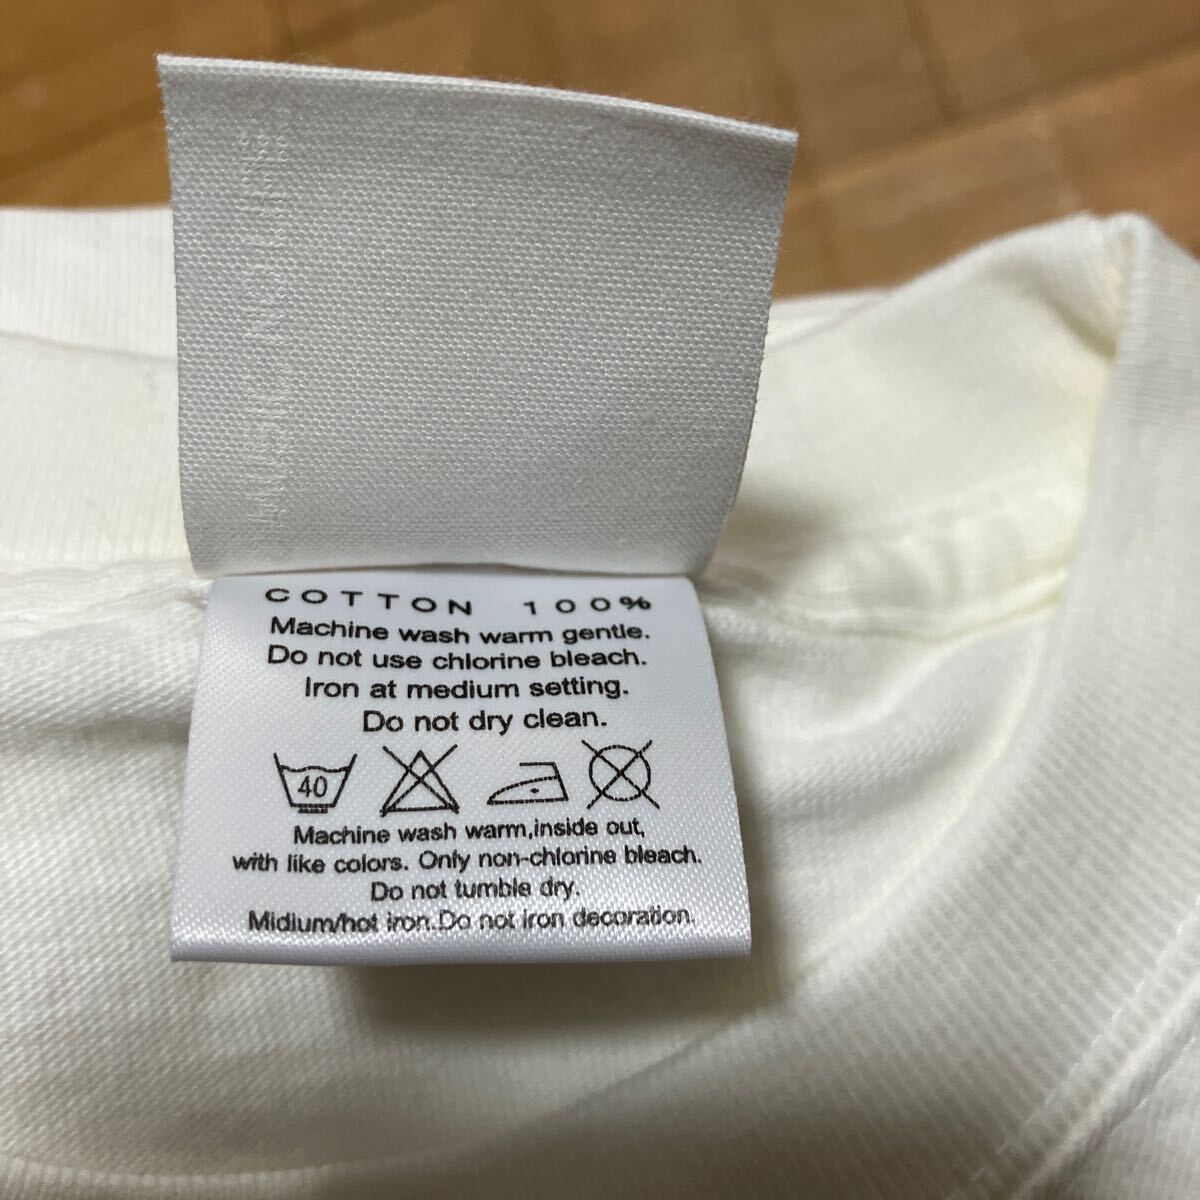 COTTON 100%
Machine wash warm gentle.
Do not use chlorine bleach.
Iron at medium setting.
Do not dry clean.
40
Machine wash warm,inside out,
with like colors. Only non-chlorine bleach.
Do not tumble dry.
Midium/hot iron.Do not iron decoration.